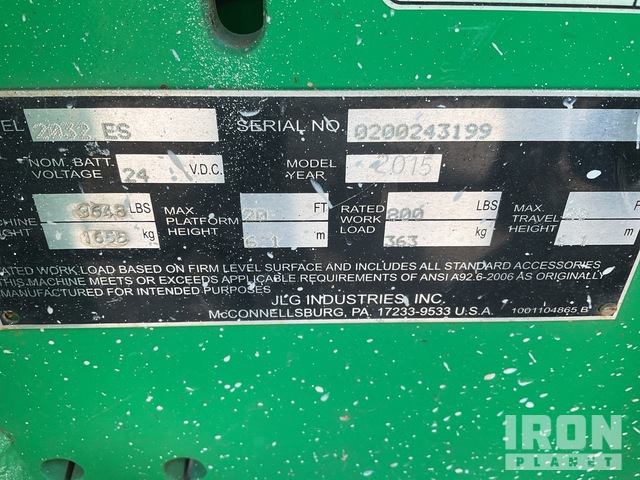 EL 2032 ES SERIAL NO. 0200243199
NOM. BATT. VOLTAGE 24 V.D.C. MODEL YEAR 2015
LBS MAX. PLATFORM HEIGHT 20 FT RATED WORK LOAD 800 LBS MAX. TRAVEL HEIGHT F
CHINE GHT 1655 kg 6.1 m 363 kg m
ATED WORK LOAD BASED ON FIRM LEVEL SURFACE AND INCLUDES ALL STANDARD ACCESSORIES
THIS MACHINE MEETS OR EXCEEDS APPLICABLE REQUIREMENTS OF ANSI A92.6-2006 AS ORIGINALLY
MANUFACTURED FOR INTENDED PURPOSES
JLG INDUSTRIES, INC.
McCONNELLSBURG, PA. 17233-9533 U.S.A.
1001104865 B
IRON
PLANET